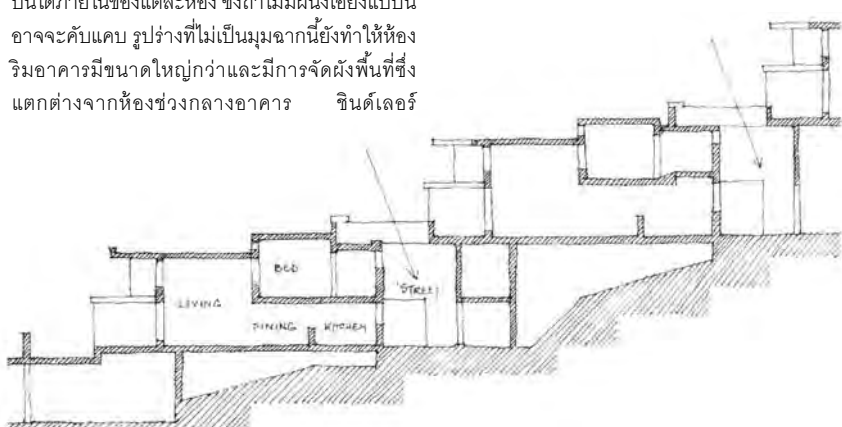 บันไดภายในของแต่ละห้อง ซึ่งถ้าไม่มีผนังเอียงแบบนี้
อาจจะคับแคบ รูปร่างที่ไม่เป็นมุมฉากนี้ยังทำให้ห้อง
ริมอาคารมีขนาดใหญ่กว่าและมีการจัดผังพื้นที่ซึ่ง
แตกต่างจากห้องช่วงกลางอาคาร ชินด์เลอร์
BED
LIVING
'STREET'
DINING KITCHEN